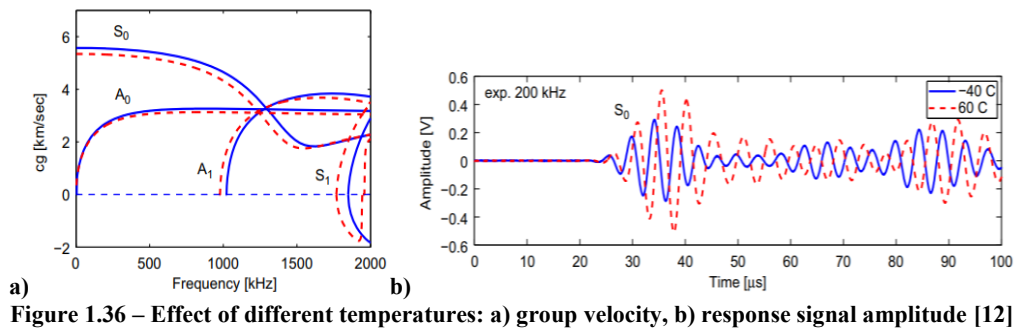 6
4
2
0
−2
cg [km/sec]
S0
A0
A1
S1
0 500 1000 1500 2000
Frequency [kHz]
a)
0.6
0.4
0.2
0
−0.2
−0.4
−0.6
Amplitude [V]
exp. 200 kHz
S0
−40 C
60 C
0 10 20 30 40 50 60 70 80 90 100
Time [μs]
b)
Figure 1.36 – Effect of different temperatures: a) group velocity, b) response signal amplitude [12]